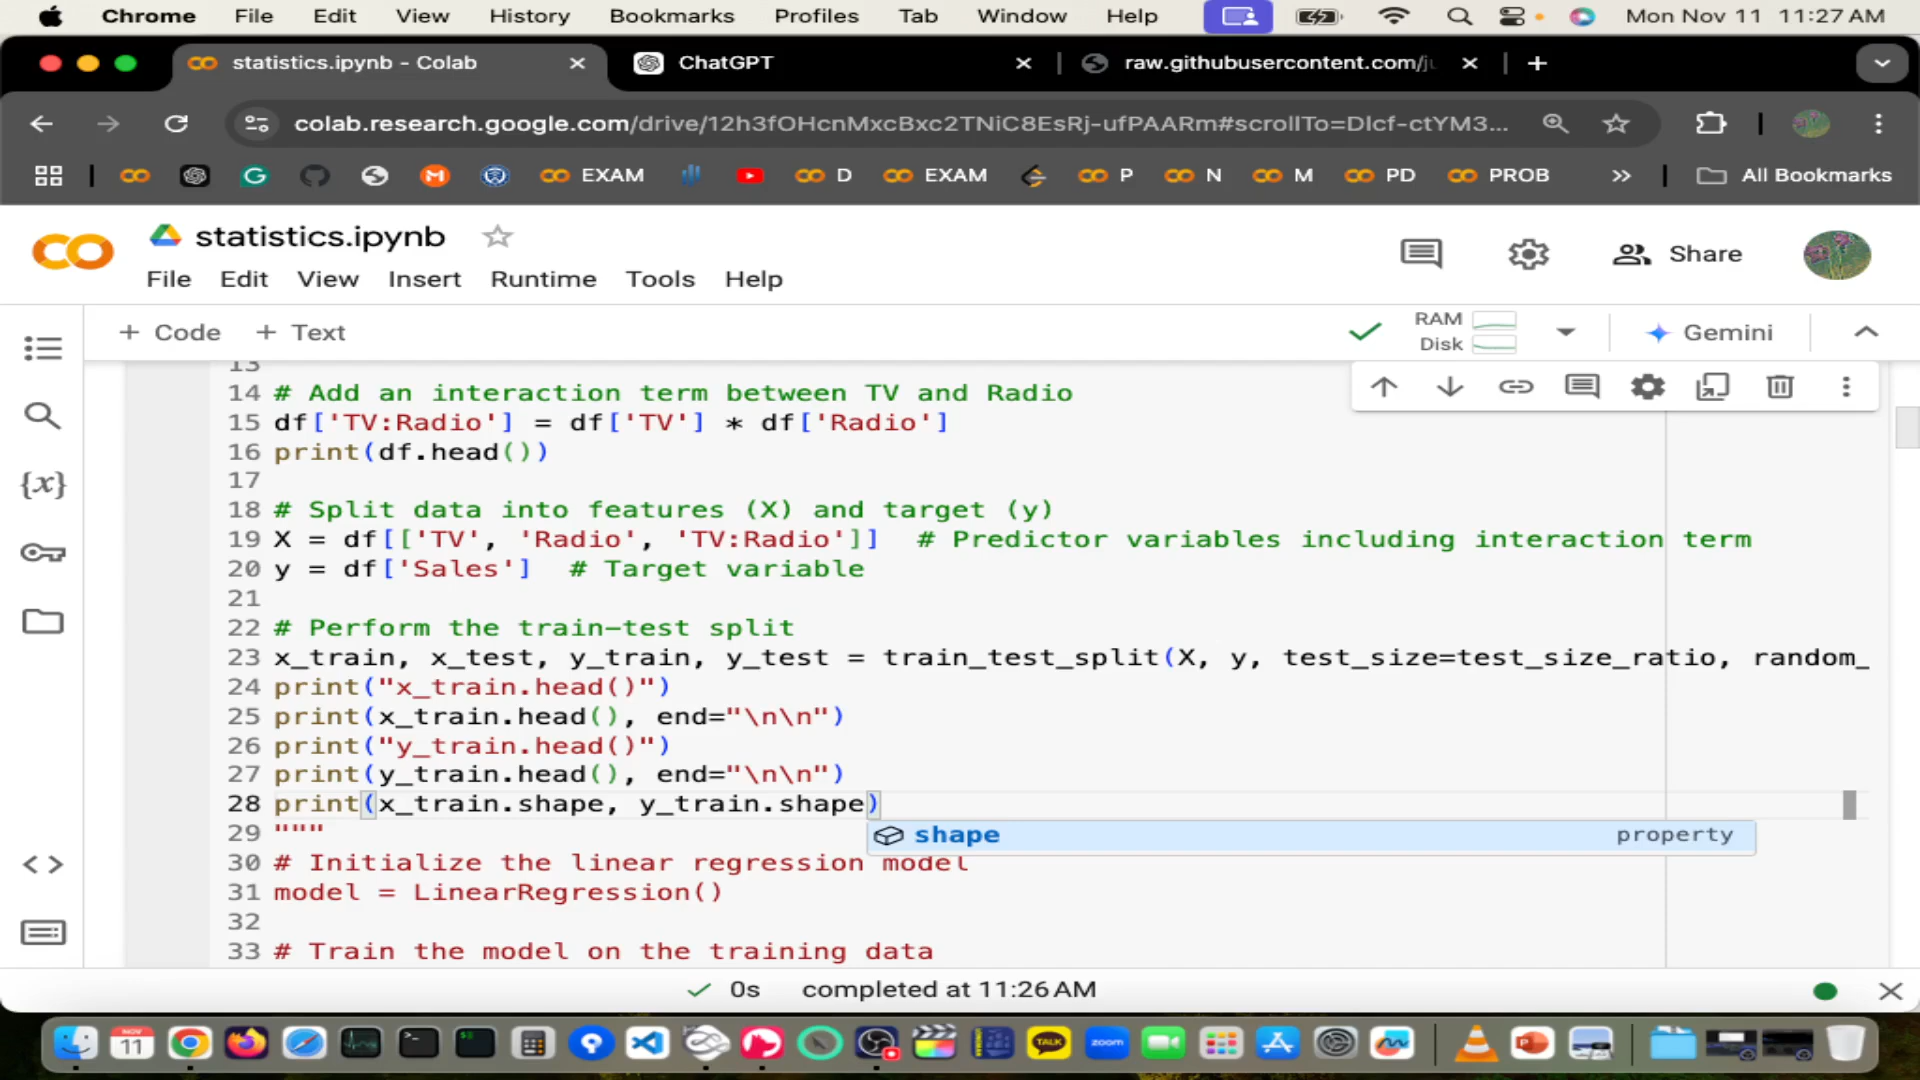 Chrome File Edit View History Bookmarks Profiles Tab Window Help Mon Nov 11 11:27 AM
statistics.ipynb - Colab ChatGPT raw.githubusercontent.com/
colab.research.google.com/drive/12h3fOHcnMxcBxc2TNiC8EsRj-ufPAARm#scrollTo=DIcf-ctYM3...
EXAM D EXAM P N M PD PROB All Bookmarks
statistics.ipynb
Share
File Edit View Insert Runtime Tools Help
+ Code + Text
RAM
Disk
Gemini
13
14 # Add an interaction term between TV and Radio
15 df['TV:Radio'] = df['TV'] * df['Radio']
16 print(df.head())
17
18 # Split data into features (X) and target (y)
19 X = df[['TV', 'Radio', 'TV:Radio']] # Predictor variables including interaction term
20 y = df['Sales'] # Target variable
21
22 # Perform the train-test split
23 x_train, x_test, y_train, y_test = train_test_split(X, y, test_size=test_size_ratio, random_
24 print("x_train.head()")
25 print(x_train.head(), end="\n\n")
26 print("y_train.head()")
27 print(y_train.head(), end="\n\n")
28 print(x_train.shape, y_train.shape)
29 """
shape property
30 # Initialize the linear regression model
31 model = LinearRegression()
32
33 # Train the model on the training data
0s completed at 11:26 AM
NOV
11
TALK
zoom